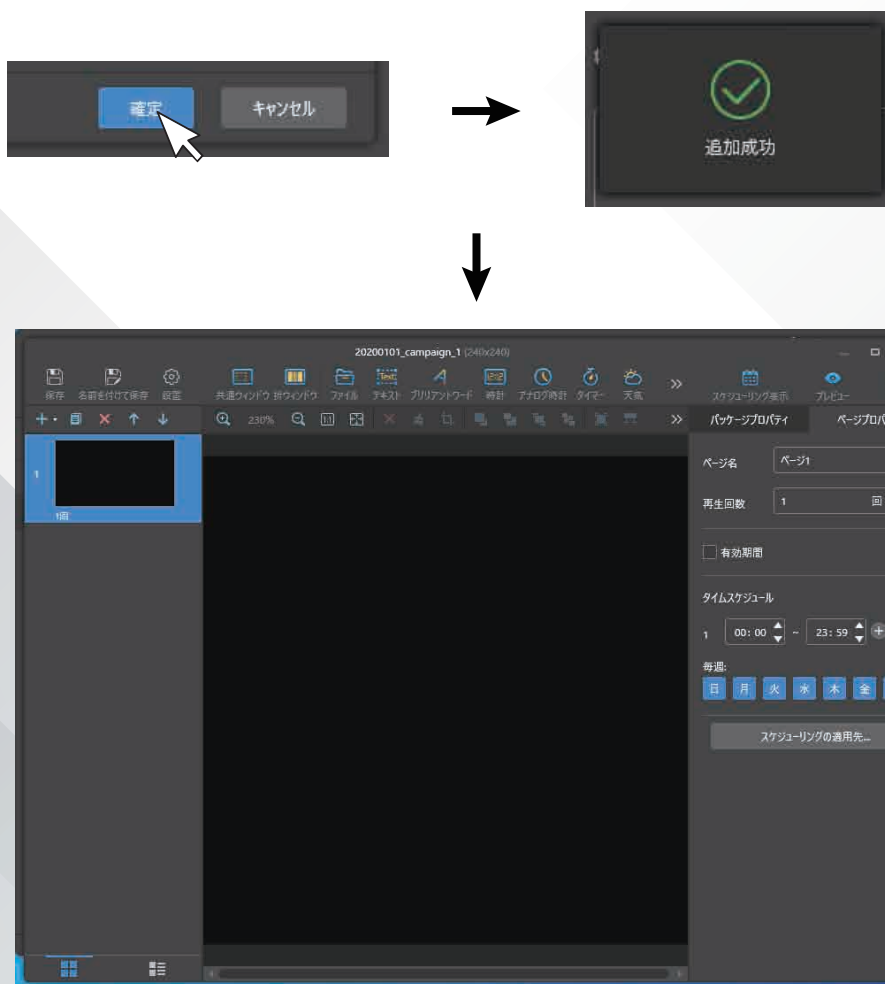 確定 キャンセル
追加成功
20200101_campaign_1 (240x240)
保存 名前を付けて保存 設定 共通ウィンドウ 折ウィンドウ ファイル テキスト ブリリアントワード 時計 アナログ時計 タイマー 天気 スケジューリング表示 プレビュー
230%
パッケージプロパティ ページプロパ
1
1回
ページ名 ページ1
再生回数 1 回
有効期間
タイムスケジュール
1 00:00 ~ 23:59
毎週:
日 月 火 水 木 金
スケジューリングの適用先...